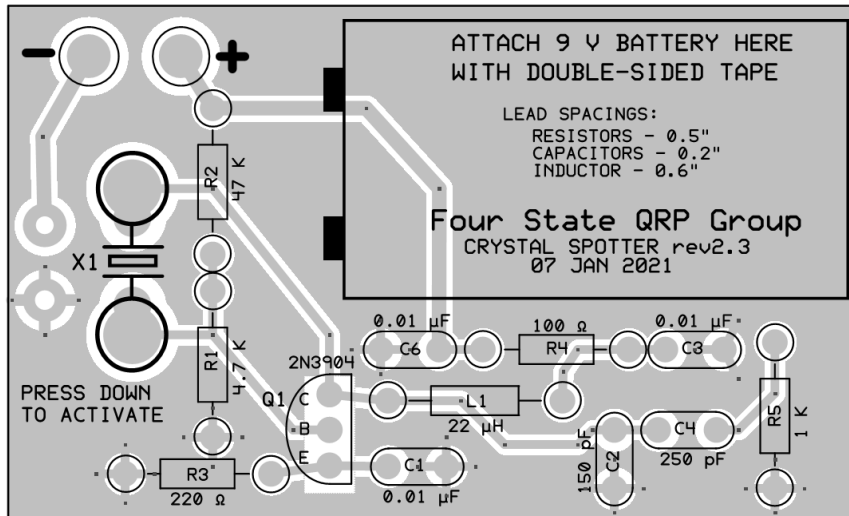 - +
ATTACH 9 V BATTERY HERE
WITH DOUBLE-SIDED TAPE
LEAD SPACINGS:
RESISTORS - 0.5"
CAPACITORS - 0.2"
INDUCTOR - 0.6"
Four State QRP Group
CRYSTAL SPOTTER rev2.3
07 JAN 2021
R2
47 K
X1
R1
4.7 K
PRESS DOWN
TO ACTIVATE
2N3904
Q1
C
B
E
0.01 µF
C6
100 Ω
R4
0.01 µF
C3
L1
22 µH
R5
1 K
C4
250 pF
C2
150 pF
R3
220 Ω
C1
0.01 µF